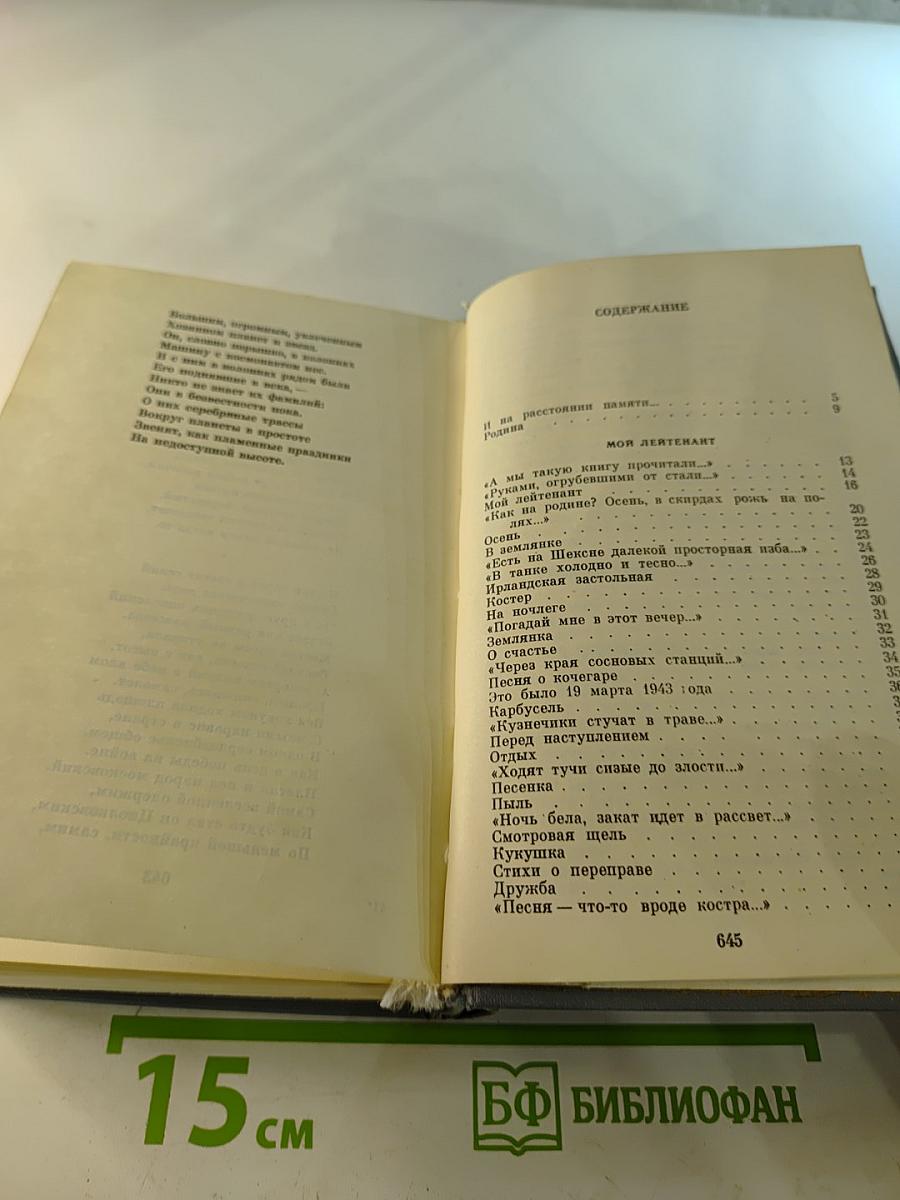 Большим, огромным, увлеченным
Хозяином планет и звезд.
Он, словно перышко, в колоннах
Машину с космонавтом нес.
И с ним в колоннах рядом были
Его поднявшие в века, —
Никто не знает их фамилий:
Они в безвестности пока.
О них серебряные трассы
Вокруг планеты в простоте
Звенят, как пламенные праздники
На недоступной высоте.
СОДЕРЖАНИЕ
И на расстоянии памяти... 5
Родина 9
МОЙ ЛЕЙТЕНАНТ
«А мы такую книгу прочитали...» 13
«Руками, огрубевшими от стали...» 14
Мой лейтенант 16
«Как на родине? Осень, в скирдах рожь на по-
лях...» 20
Осень 22
В землянке 23
«Есть на Шексне далекой просторная изба...» 24
«В танке холодно и тесно...» 26
Ирландская застольная 28
Костер 29
На ночлеге 30
«Погадай мне в этот вечер...» 31
Землянка 32
О счастье 33
«Через края сосновых станций...» 34
Песня о кочегаре 35
Это было 19 марта 1943 года
Карбусель
«Кузнечики стучат в траве...»
Перед наступлением
Отдых
«Ходят тучи сизые до злости...»
Песенка
Пыль
«Ночь бела, закат идет в рассвет...»
Смотровая щель
Кукушка
Стихи о переправе
Дружба
«Песня — что-то вроде костра...»
645
15 см
БФ БИБЛИОФАН